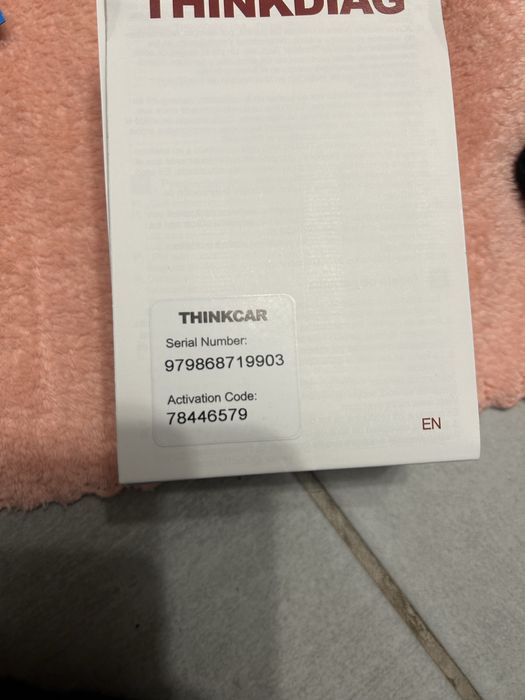 THINKDIAG
THINKCAR
Serial Number:
979868719903
Activation Code:
78446579
EN